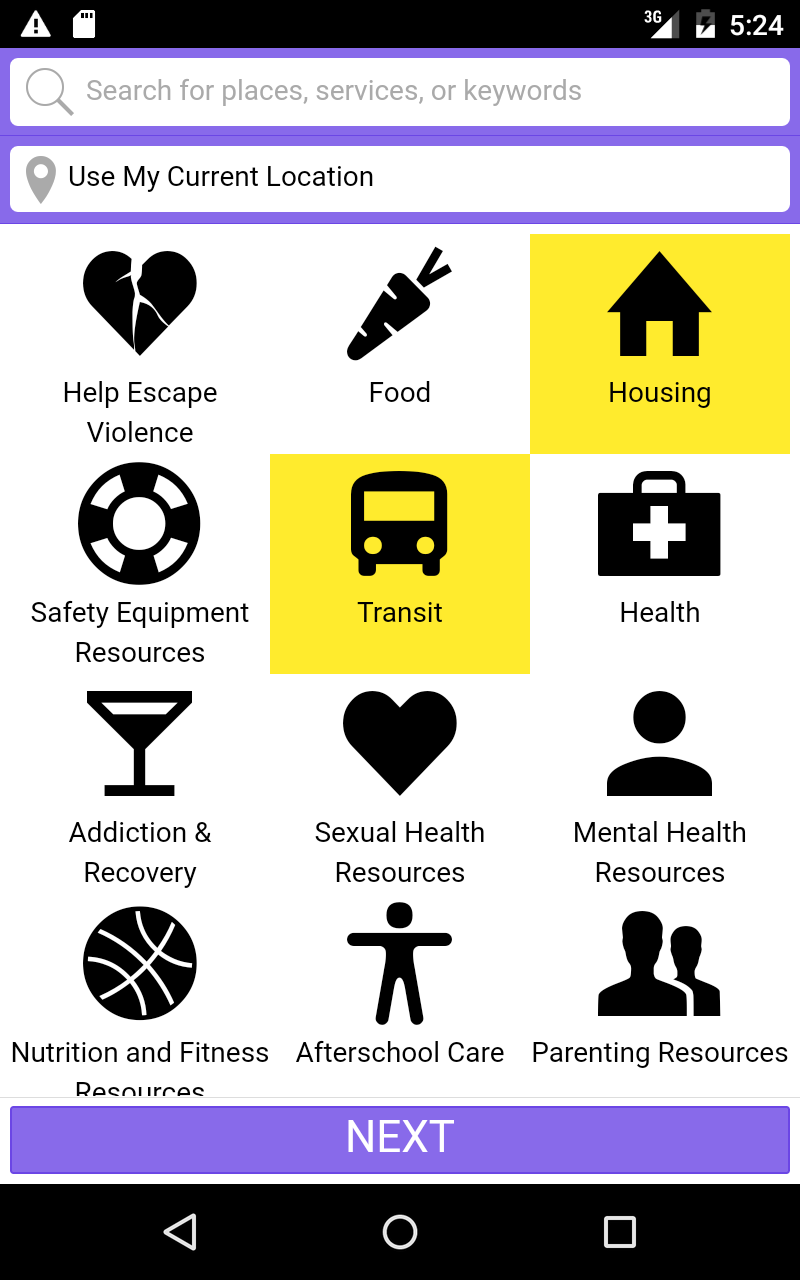 3G 5:24
Search for places, services, or keywords
Use My Current Location
Help Escape
Violence
Food
Housing
Safety Equipment
Resources
Transit
Health
Addiction &
Recovery
Sexual Health
Resources
Mental Health
Resources
Nutrition and Fitness
Resources
Afterschool Care
Parenting Resources
NEXT